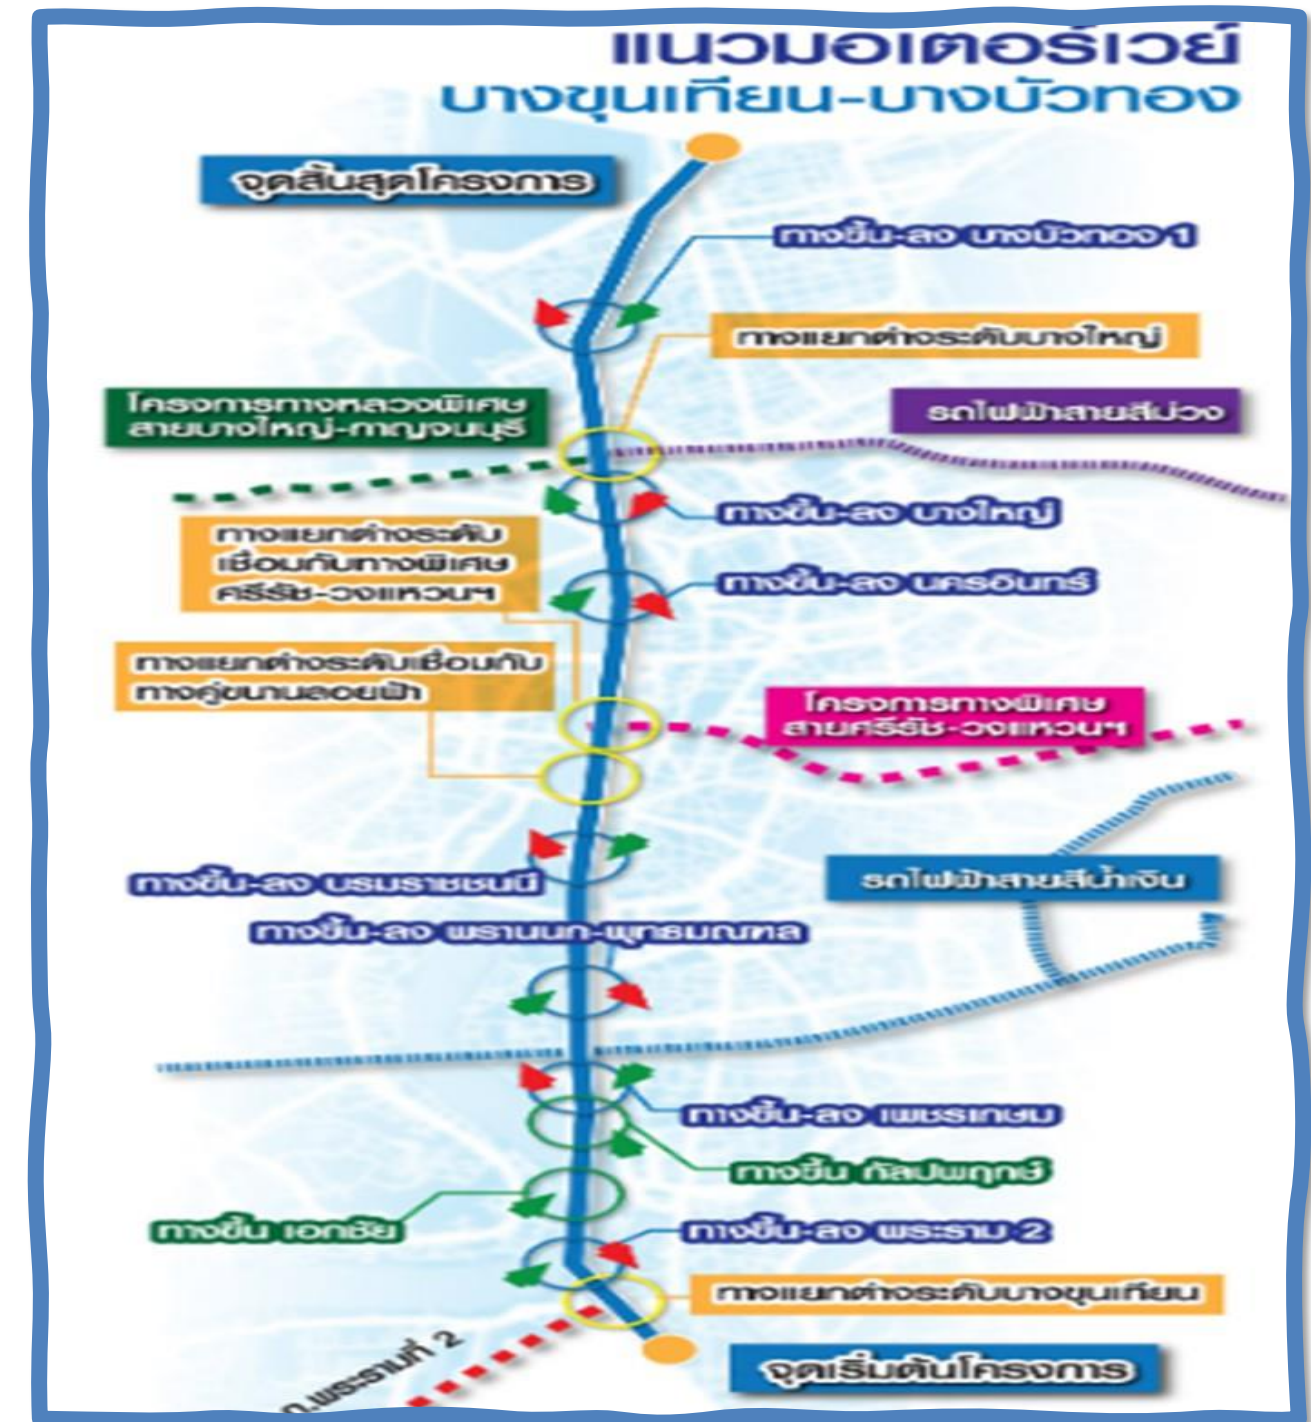 แนวมอเตอร์เวย์
บางขุนเทียน-บางบัวทอง
จุดสิ้นสุดโครงการ
ทางขึ้น-ลง บางบัวทอง 1
ทางแยกต่างระดับบางใหญ่
โครงการทางหลวงพิเศษ
สายบางใหญ่-กาญจนบุรี
รถไฟฟ้าสายสีม่วง
ทางขึ้น-ลง บางใหญ่
ทางแยกต่างระดับ
เชื่อมกับทางพิเศษ
ศรีรัช-วงแหวนฯ
ทางขึ้น-ลง นครอินทร์
ทางแยกต่างระดับเชื่อมกับ
ทางคู่ขนานลอยฟ้า
โครงการทางพิเศษ
สายศรีรัช-วงแหวนฯ
ทางขึ้น-ลง บรมราชชนนี
รถไฟฟ้าสายสีน้ำเงิน
ทางขึ้น-ลง พรานนก-พุทธมณฑล
ทางขึ้น-ลง เพชรเกษม
ทางขึ้น กัลปพฤกษ์
ทางขึ้น เอกชัย
ทางขึ้น-ลง พระราม 2
ทางแยกต่างระดับบางขุนเทียน
ถ.พระรามที่ 2
จุดเริ่มต้นโครงการ